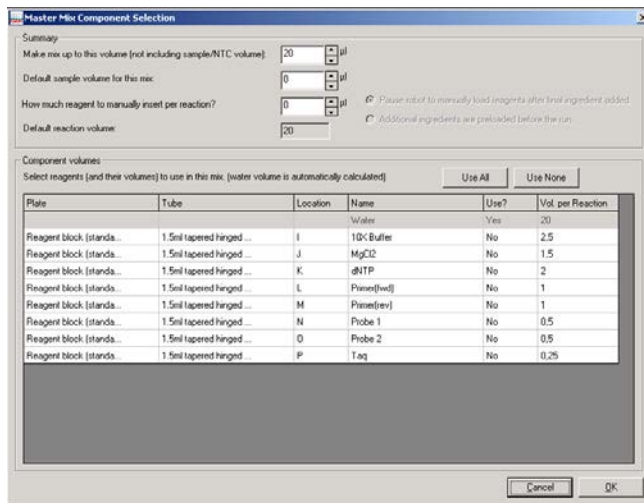 Master Mix Component Selection
Summary
Make mix up to this volume (not including sample/NTC volume): 20 µl
Default sample volume for this mix: 0
How much reagent to manually insert per reaction? 0 µl
Pause robot to manually load reagents after final ingredient added
Additional ingredients are preloaded before the run
Default reaction volume: 20
Component volumes
Select reagents (and their volumes) to use in this mix. (water volume is automatically calculated) Use All Use None
Plate Tube Location Name Use? Vol. per Reaction
Water Yes 20
Reagent block (standa... 1.5ml tapered hinged ... I 10X Buffer No 2,5
Reagent block (standa... 1.5ml tapered hinged ... J MgCl2 No 1,5
Reagent block (standa... 1.5ml tapered hinged ... K dNTP No 2
Reagent block (standa... 1.5ml tapered hinged ... L Primer(fwd) No 1
Reagent block (standa... 1.5ml tapered hinged ... M Primer(rev) No 1
Reagent block (standa... 1.5ml tapered hinged ... N Probe 1 No 0,5
Reagent block (standa... 1.5ml tapered hinged ... O Probe 2 No 0,5
Reagent block (standa... 1.5ml tapered hinged ... P Taq No 0,25
Cancel OK